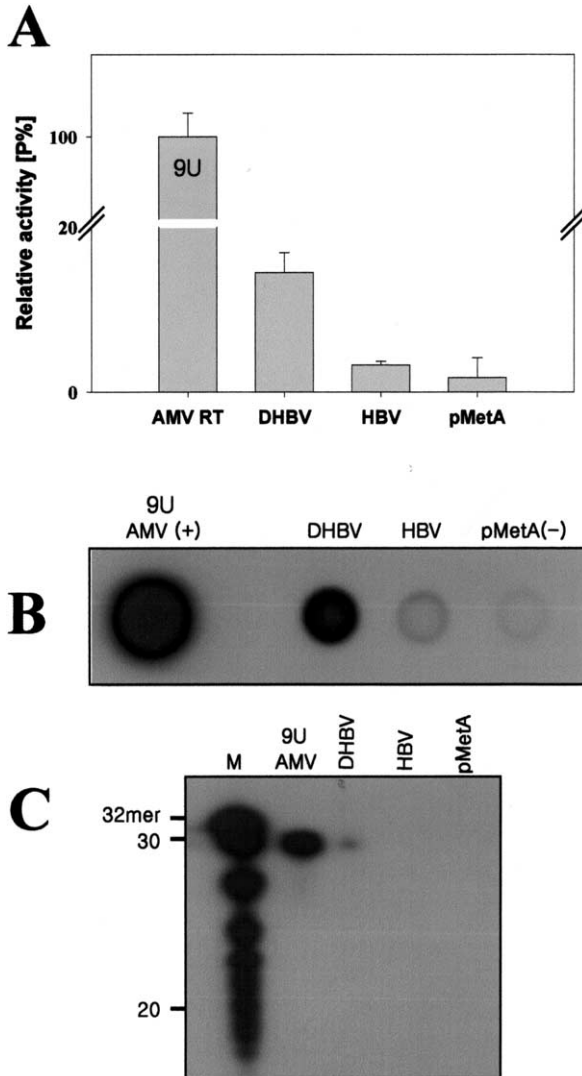 A
Relative activity [P%]
100
20
0
9U
AMV RT DHBV HBV pMetA
B
9U
AMV (+) DHBV HBV pMetA(-)
C
M 9U AMV DHBV HBV pMetA
32mer
30
20